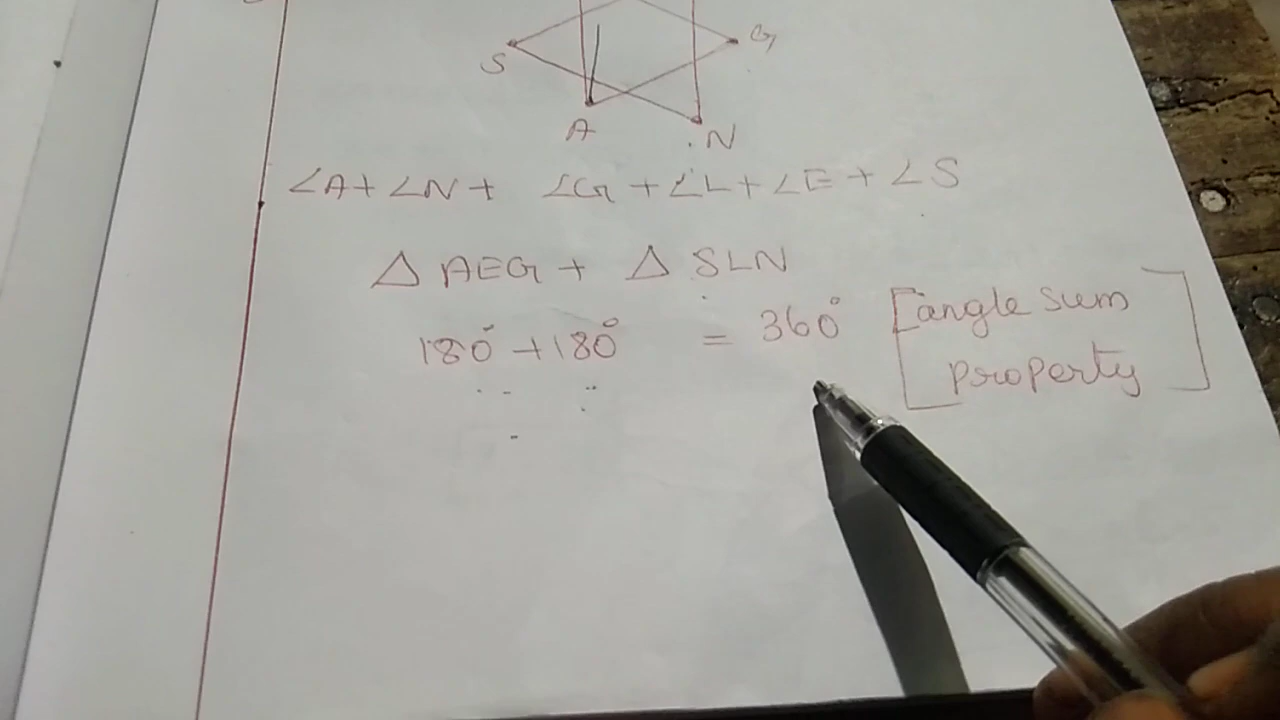 S
G
A
N
∠A + ∠N + ∠G + ∠L + ∠E + ∠S
△ AEG + △ SLN
180° + 180° = 360° [angle sum
property]